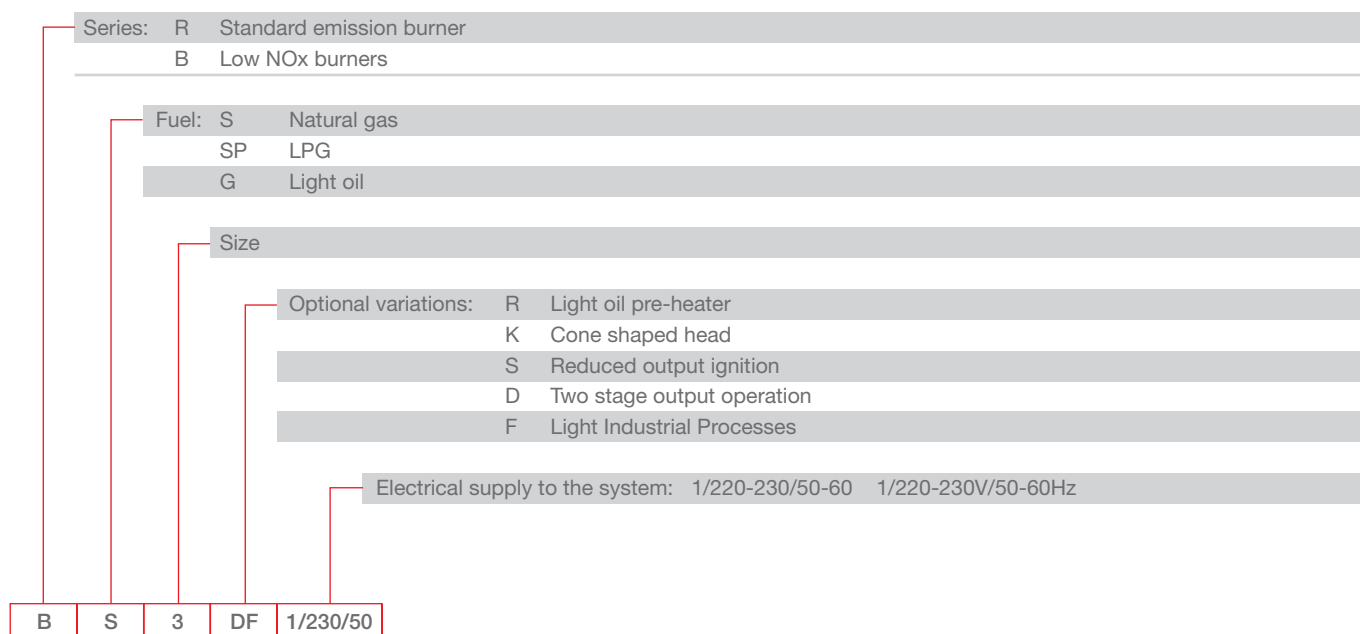 Series: R Standard emission burner
B Low NOx burners
Fuel: S Natural gas
SP LPG
G Light oil
Size
Optional variations: R Light oil pre-heater
K Cone shaped head
S Reduced output ignition
D Two stage output operation
F Light Industrial Processes
Electrical supply to the system: 1/220-230/50-60 1/220-230V/50-60Hz
B S 3 DF 1/230/50